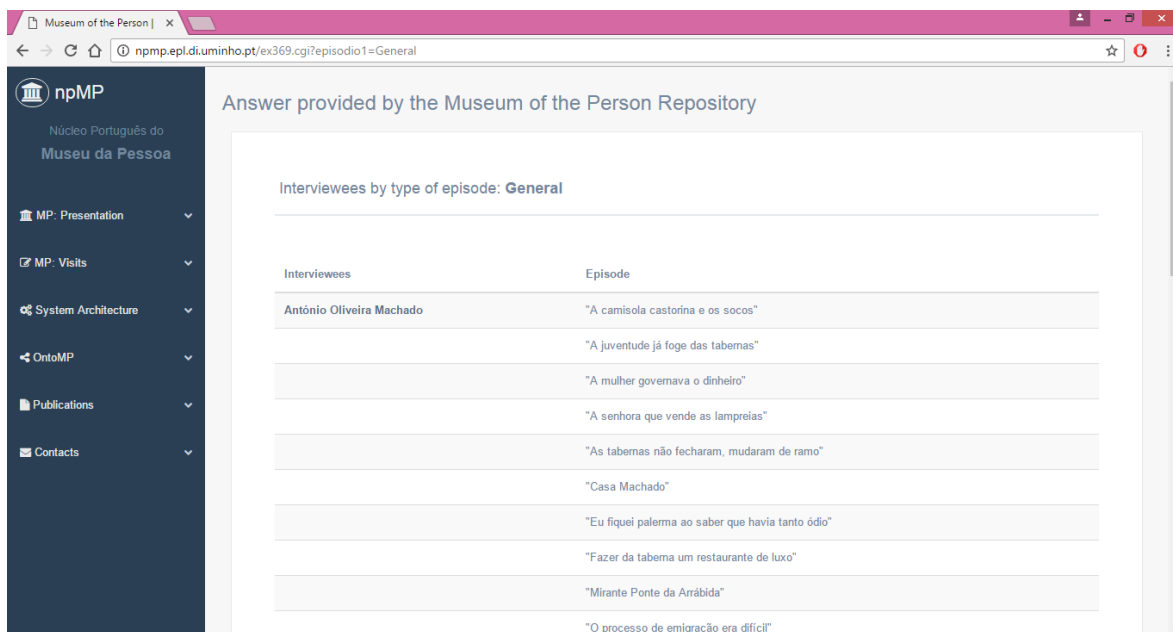 Museum of the Person |
npmp.epl.di.uminho.pt/ex369.cgi?episodio1=General
npMP
Núcleo Português do
Museu da Pessoa
MP: Presentation
MP: Visits
System Architecture
OntoMP
Publications
Contacts
Answer provided by the Museum of the Person Repository
Interviewees by type of episode: General
Interviewees Episode
António Oliveira Machado "A camisola castorina e os socos"
"A juventude já foge das tabernas"
"A mulher governava o dinheiro"
"A senhora que vende as lampreias"
"As tabernas não fecharam, mudaram de ramo"
"Casa Machado"
"Eu fiquei palerma ao saber que havia tanto ódio"
"Fazer da taberna um restaurante de luxo"
"Mirante Ponte da Arrábida"
"O processo de emigração era difícil"